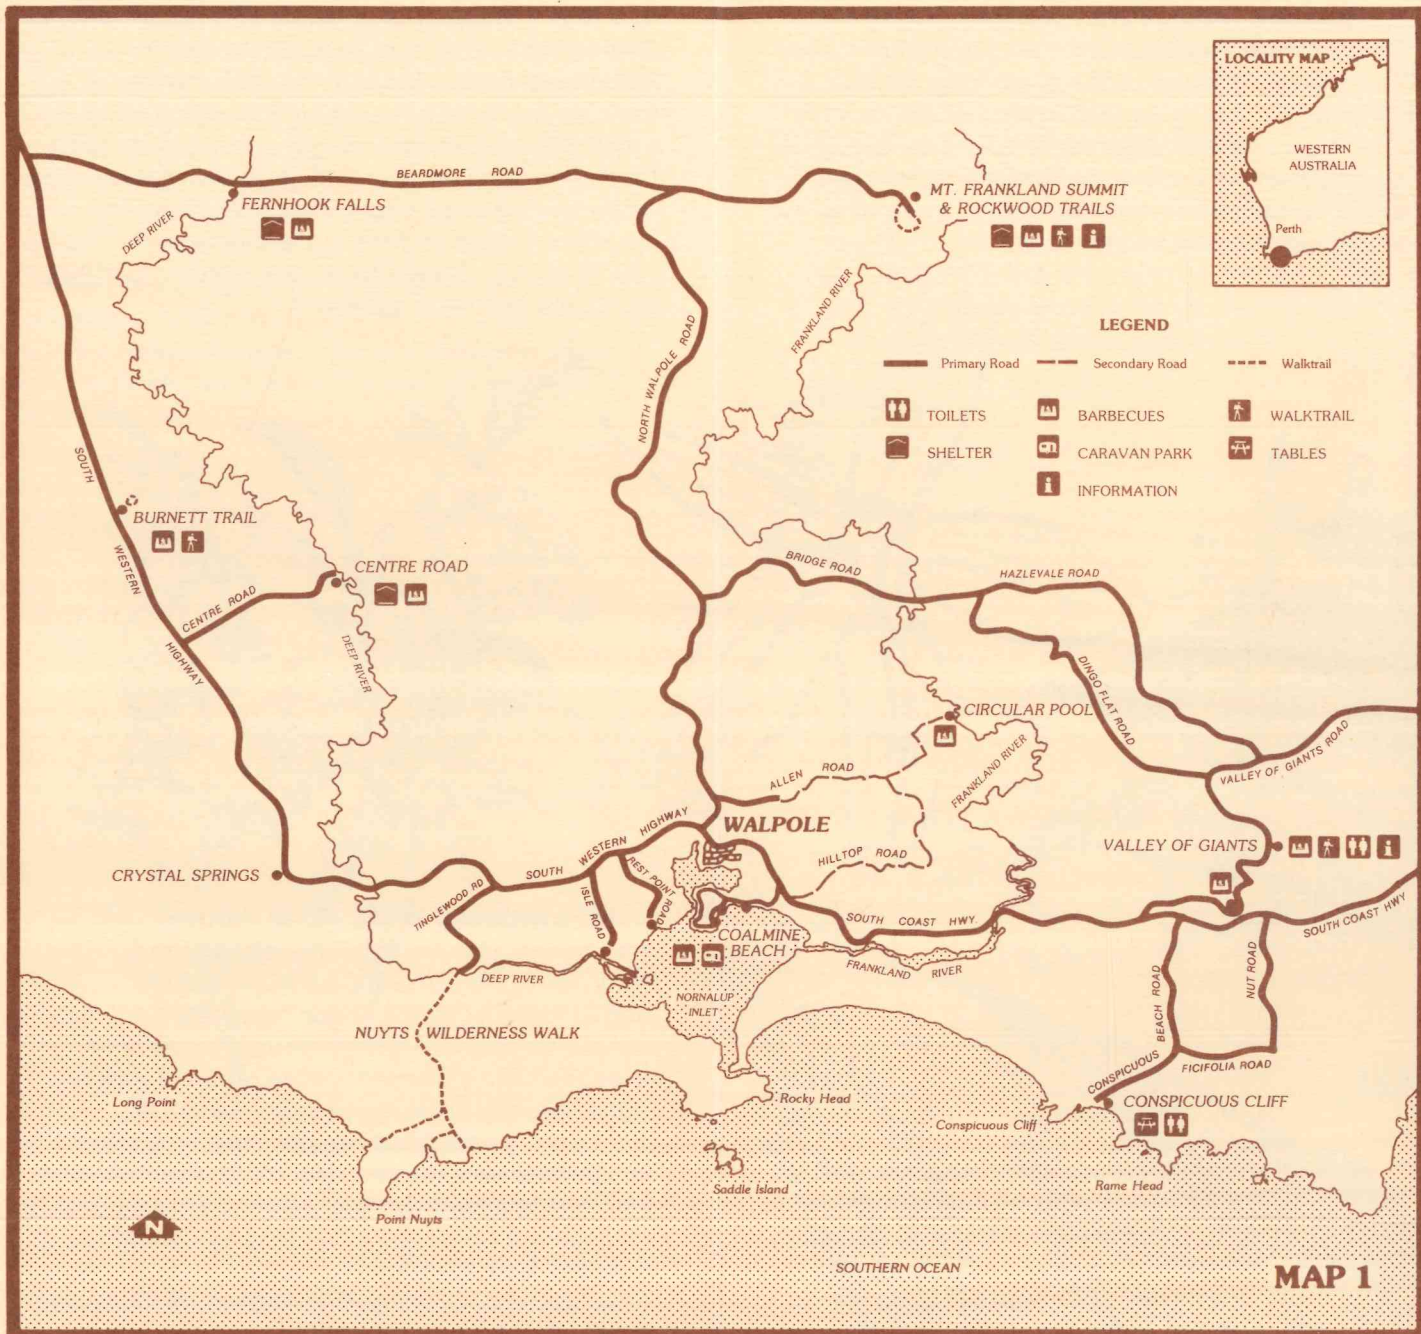 LOCALITY MAP
WESTERN
AUSTRALIA
Perth
BEARDMORE ROAD
MT. FRANKLAND SUMMIT
& ROCKWOOD TRAILS
FERNHOOK FALLS
DEEP RIVER
FRANKLAND RIVER
NORTH WALPOLE ROAD
LEGEND
Primary Road
Secondary Road
Walktrail
TOILETS
BARBECUES
WALKTRAIL
SHELTER
CARAVAN PARK
TABLES
INFORMATION
SOUTH
WESTERN
HIGHWAY
BURNETT TRAIL
CENTRE ROAD
CENTRE ROAD
DEEP RIVER
BRIDGE ROAD
HAZLEVALE ROAD
DINGO FLAT ROAD
CIRCULAR POOL
FRANKLAND RIVER
VALLEY OF GIANTS ROAD
ALLEN ROAD
WALPOLE
HILLTOP ROAD
VALLEY OF GIANTS
CRYSTAL SPRINGS
SOUTH WESTERN HIGHWAY
TINGLEWOOD RD
ISLE ROAD
REST POINT ROAD
SOUTH COAST HWY.
SOUTH COAST HWY
COALMINE
BEACH
FRANKLAND RIVER
DEEP RIVER
NORNALUP
INLET
NUYTS WILDERNESS WALK
CONSPICUOUS BEACH ROAD
NUT ROAD
FICIFOLIA ROAD
Long Point
Rocky Head
CONSPICUOUS CLIFF
Conspicuous Cliff
Saddle Island
Rame Head
Point Nuyts
N
SOUTHERN OCEAN
MAP 1